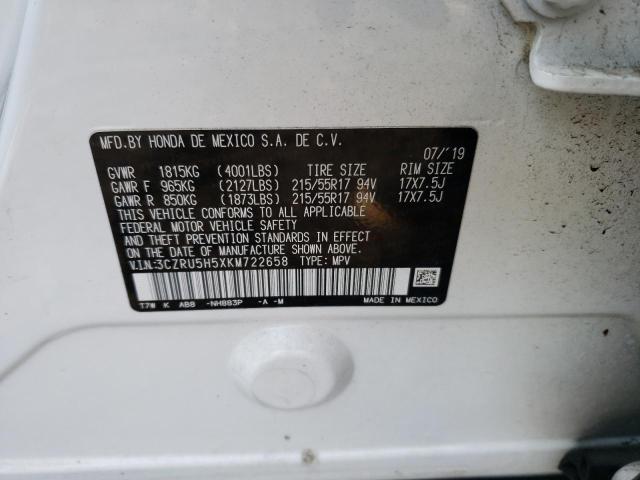 MFD.BY HONDA DE MEXICO S.A. DE C.V.
07/'19
GVWR 1815KG (4001LBS) TIRE SIZE RIM SIZE
GAWR F 965KG (2127LBS) 215/55R17 94V 17X7.5J
GAWR R 850KG (1873LBS) 215/55R17 94V 17X7.5J
THIS VEHICLE CONFORMS TO ALL APPLICABLE
FEDERAL MOTOR VEHICLE SAFETY
AND THEFT PREVENTION STANDARDS IN EFFECT
ON THE DATE OF MANUFACTURE SHOWN ABOVE.
V.I.N:3CZRU5H5XKM722658 TYPE: MPV
T7W K AB8 -NH883P -A -M MADE IN MEXICO